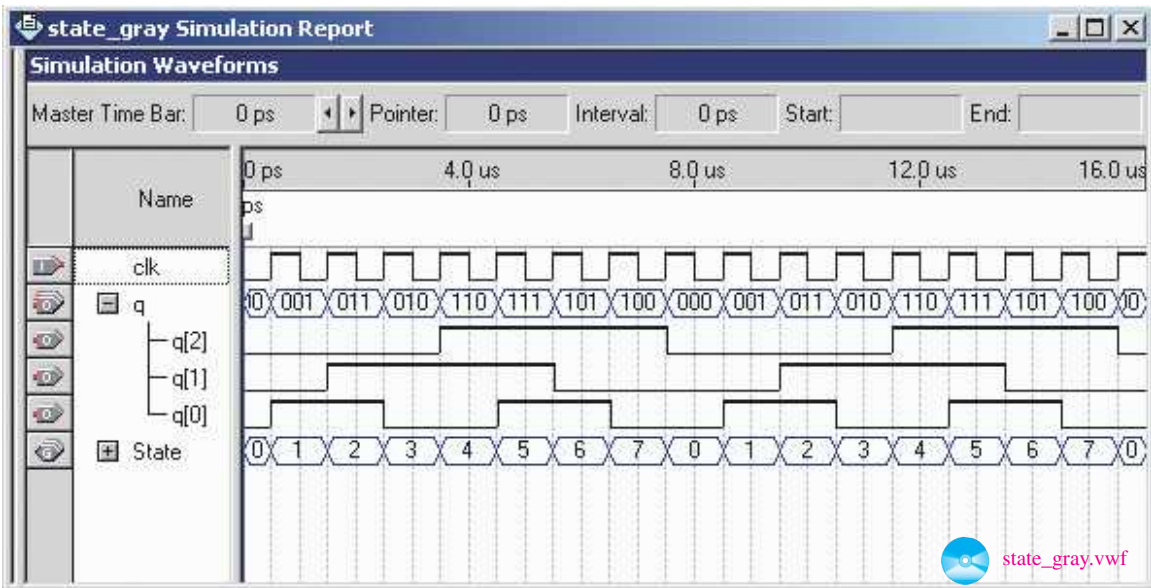 state_gray Simulation Report
Simulation Waveforms
Master Time Bar: 0 ps Pointer: 0 ps Interval: 0 ps Start: End:
Name
0 ps 4.0 us 8.0 us 12.0 us 16.0 us
ps
clk
q 001 011 010 110 111 101 100 000 001 011 010 110 111 101 100
q[2]
q[1]
q[0]
State 0 1 2 3 4 5 6 7 0 1 2 3 4 5 6 7 0
state_gray.vwf